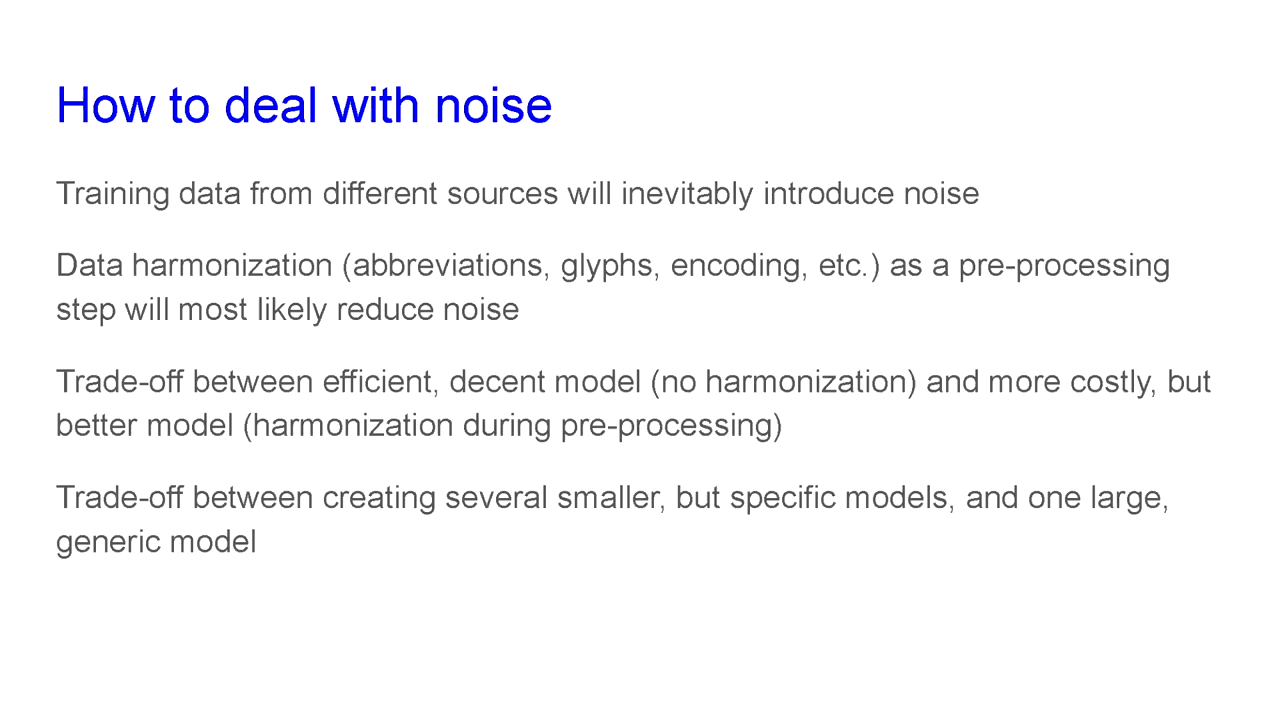 How to deal with noise
Training data from different sources will inevitably introduce noise
Data harmonization (abbreviations, glyphs, encoding, etc.) as a pre-processing
step will most likely reduce noise
Trade-off between efficient, decent model (no harmonization) and more costly, but
better model (harmonization during pre-processing)
Trade-off between creating several smaller, but specific models, and one large,
generic model